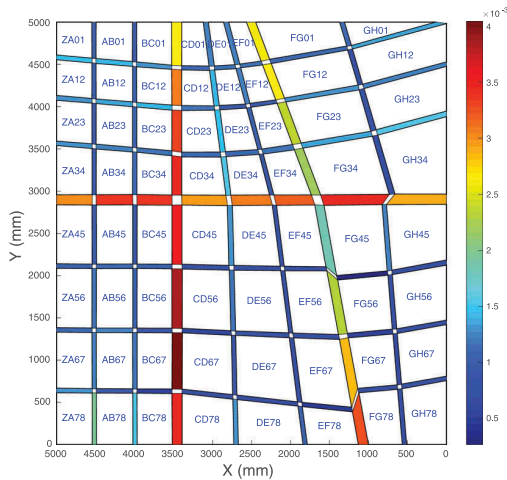 ×10⁻³
5000
ZA01 AB01 BC01 CD01 DE01 EF01 FG01 GH01
4
4500
ZA12 AB12 BC12 CD12 DE12 EF12 FG12 GH12
4000
3.5
ZA23 AB23 BC23 CD23 DE23 EF23 FG23 GH23
3500
3
ZA34 AB34 BC34 CD34 DE34 EF34 FG34 GH34
3000
2.5
Y (mm)
2500
ZA45 AB45 BC45 CD45 DE45 EF45 FG45 GH45
2
2000
ZA56 AB56 BC56 CD56 DE56 EF56 FG56 GH56
1.5
1500
ZA67 AB67 BC67 CD67 DE67 EF67 FG67 GH67
1000
1
500
ZA78 AB78 BC78 CD78 DE78 EF78 FG78 GH78
0.5
0
5000 4500 4000 3500 3000 2500 2000 1500 1000 500 0
X (mm)